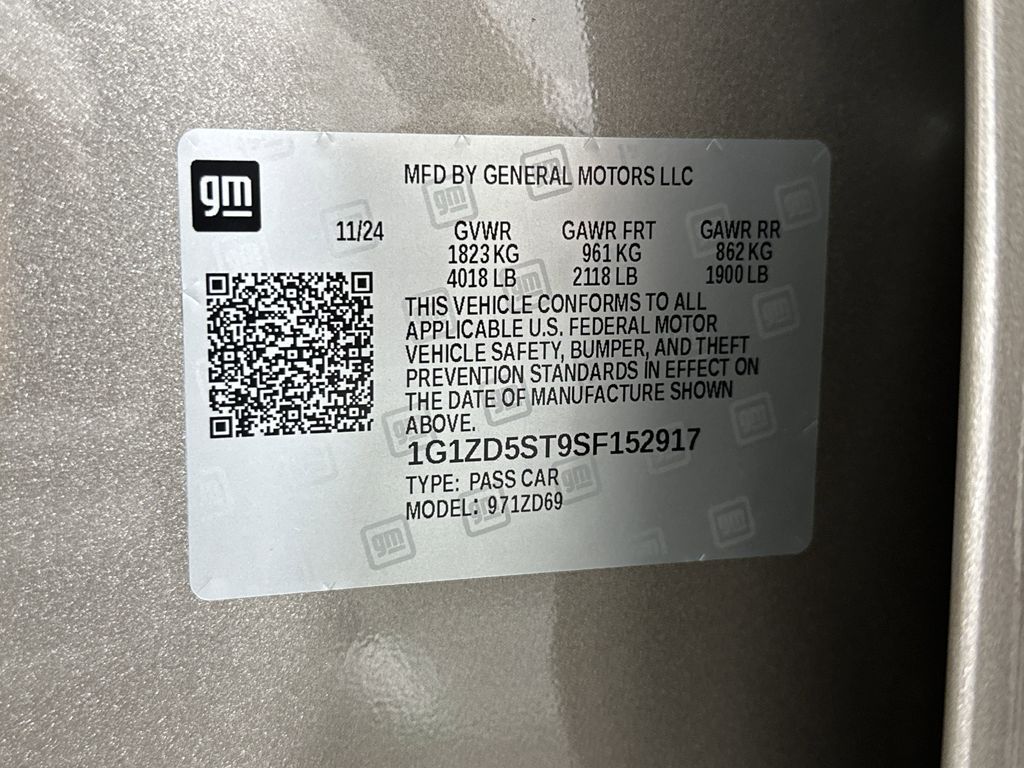 gm
MFD BY GENERAL MOTORS LLC
11/24 GVWR GAWR FRT GAWR RR
1823 KG 961 KG 862 KG
4018 LB 2118 LB 1900 LB
THIS VEHICLE CONFORMS TO ALL
APPLICABLE U.S. FEDERAL MOTOR
VEHICLE SAFETY, BUMPER, AND THEFT
PREVENTION STANDARDS IN EFFECT ON
THE DATE OF MANUFACTURE SHOWN
ABOVE.
1G1ZD5ST9SF152917
TYPE: PASS CAR
MODEL: 971ZD69